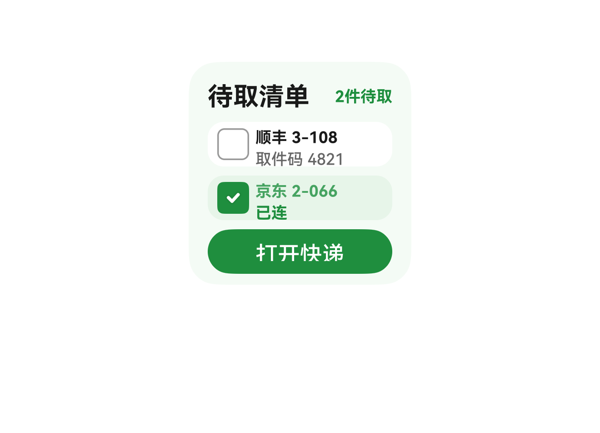 待取清单
2件待取
顺丰 3-108
取件码 4821
京东 2-066
已连
打开快递